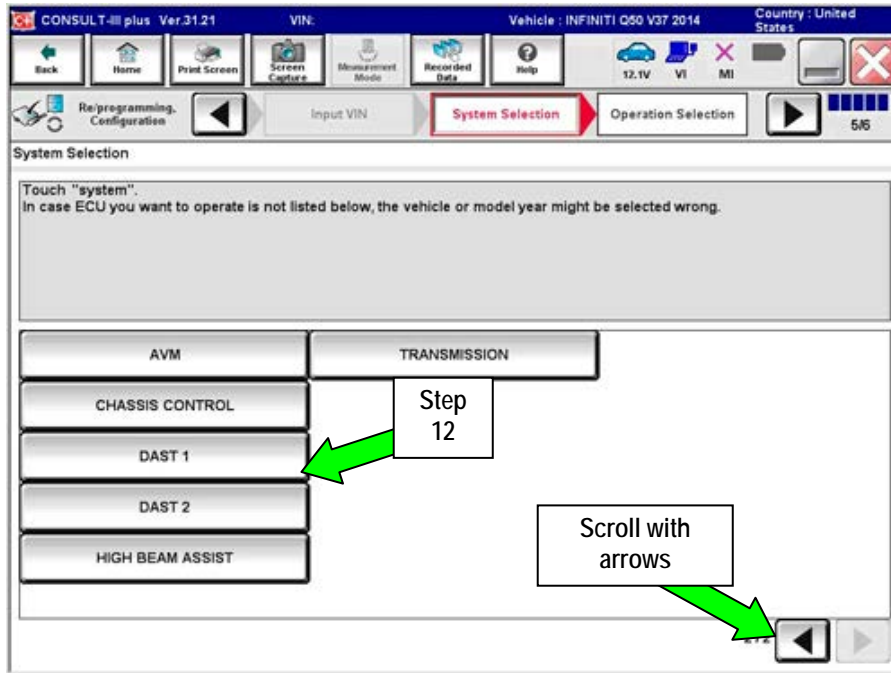 CONSULT-III plus Ver.31.21 VIN: Vehicle : INFINITI Q50 V37 2014 Country : United States
Back Home Print Screen Screen Capture Measurement Mode Recorded Data Help 12.1V VI MI
Re/programming, Configuration Input VIN System Selection Operation Selection 5/6
System Selection
Touch "system".
In case ECU you want to operate is not listed below, the vehicle or model year might be selected wrong.
AVM TRANSMISSION
CHASSIS CONTROL
Step
12
DAST 1
DAST 2
HIGH BEAM ASSIST
Scroll with
arrows